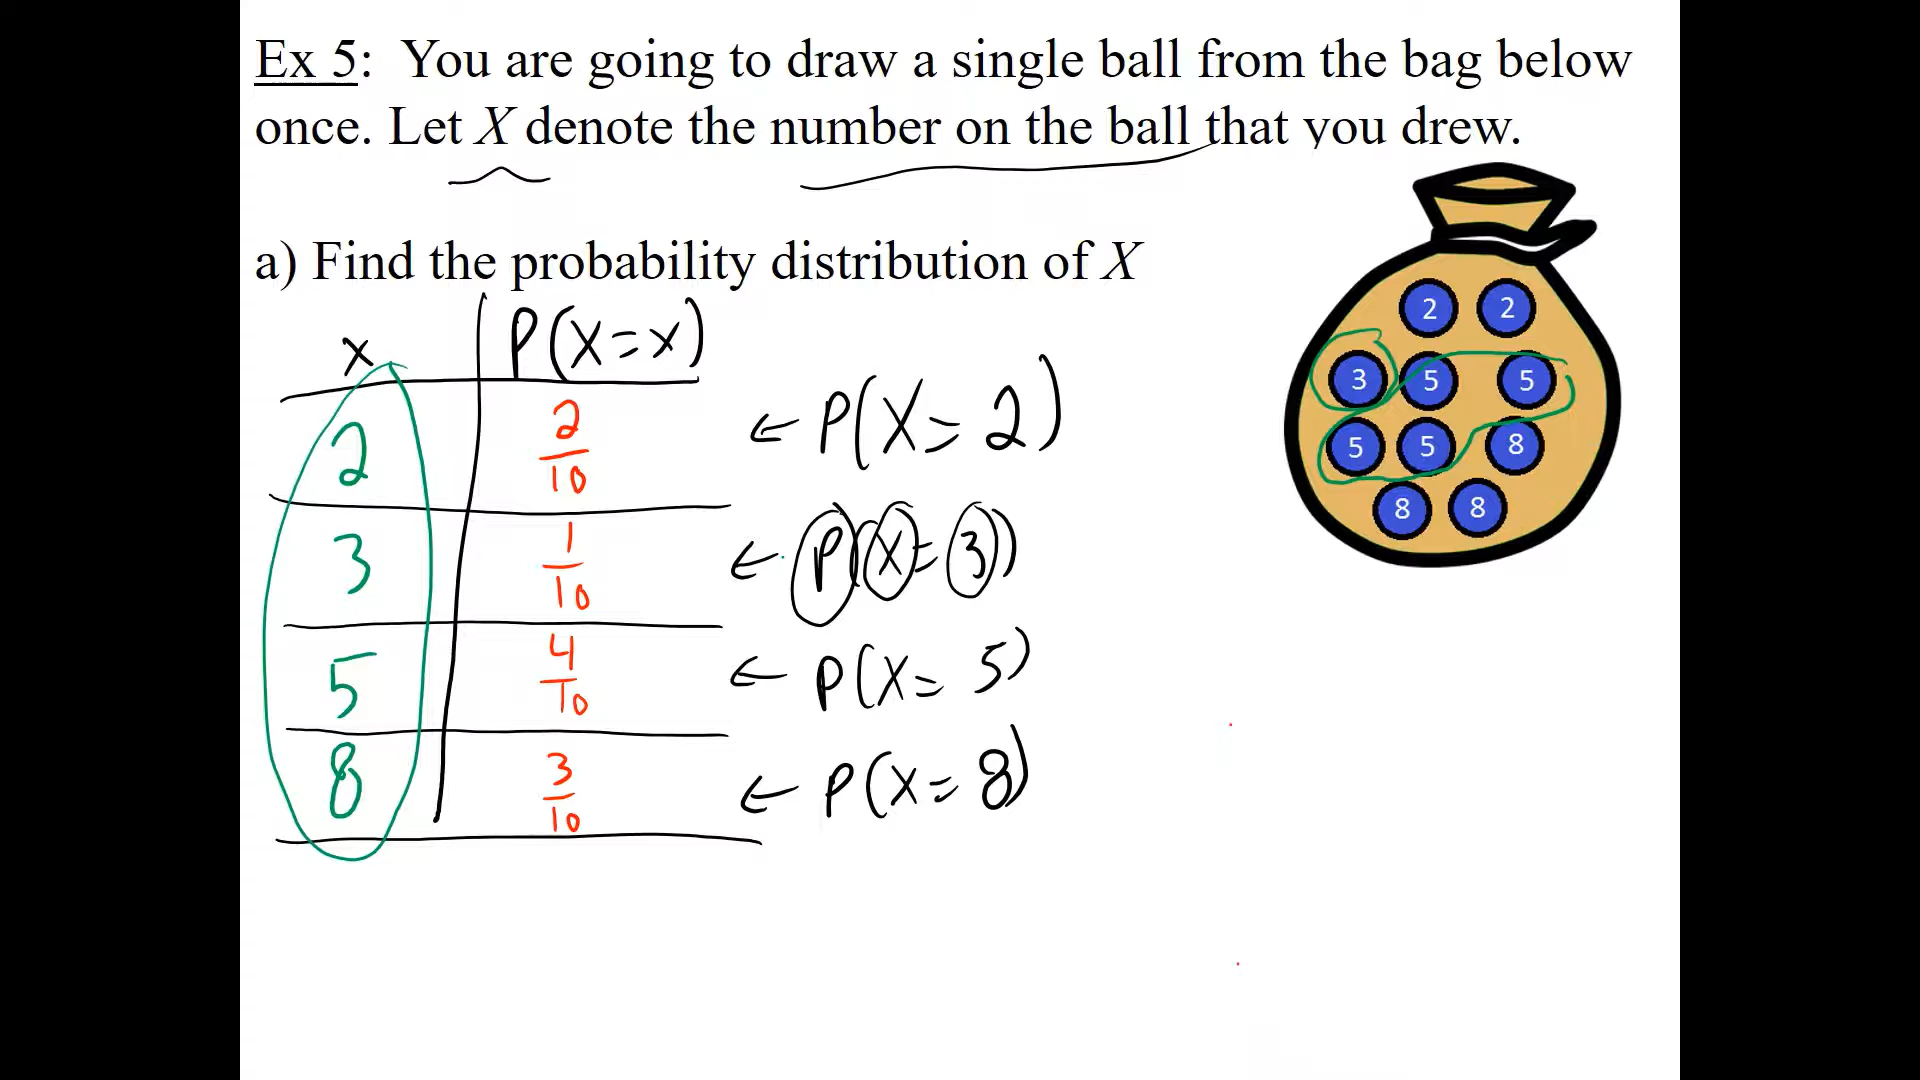 Ex 5: You are going to draw a single ball from the bag below
once. Let X denote the number on the ball that you drew.
a) Find the probability distribution of X
x P(X=x)
2 2/10 ← P(X=2)
3 1/10 ← P(X=3)
5 4/10 ← P(X=5)
8 3/10 ← P(X=8)
2 2
3 5 5
5 5 8
8 8